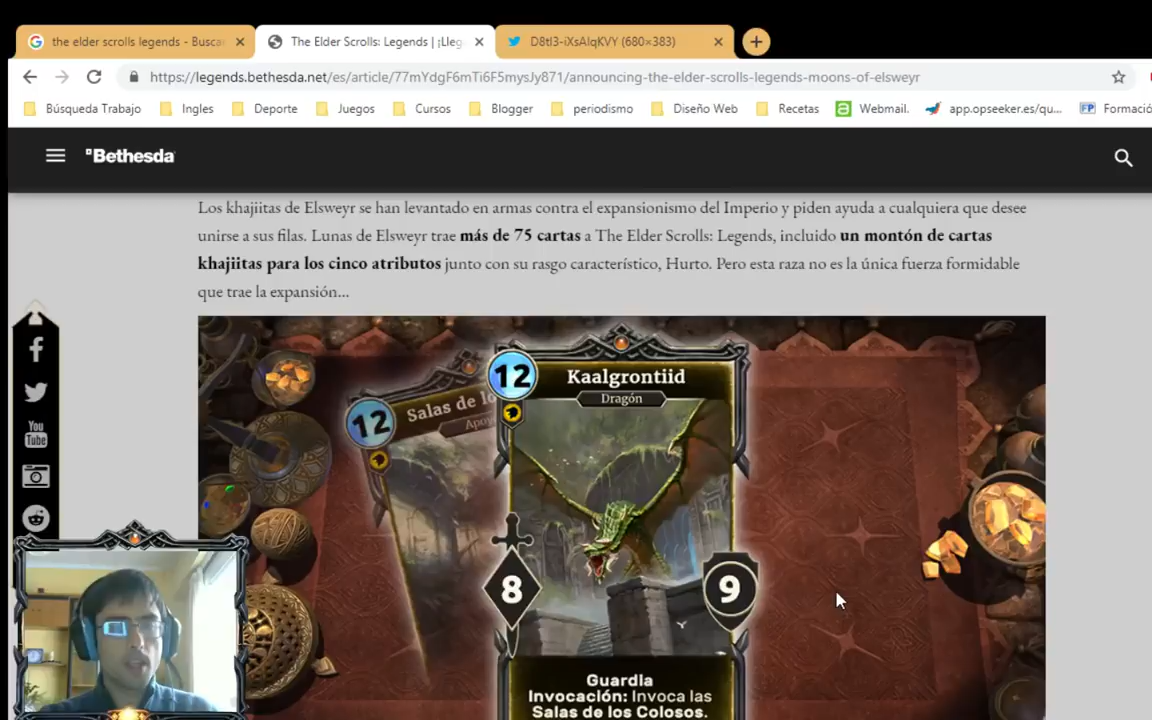 the elder scrolls legends - Busca
The Elder Scrolls: Legends | ¡Lleg
D8tI3-iXsAIqKVY (680×383)
https://legends.bethesda.net/es/article/77mYdgF6mTi6F5mysJy871/announcing-the-elder-scrolls-legends-moons-of-elsweyr
Búsqueda Trabajo Ingles Deporte Juegos Cursos Blogger periodismo Diseño Web Recetas Webmail. app.opseeker.es/qu... Formació
Bethesda
Los khajiitas de Elsweyr se han levantado en armas contra el expansionismo del Imperio y piden ayuda a cualquiera que desee
unirse a sus filas. Lunas de Elsweyr trae más de 75 cartas a The Elder Scrolls: Legends, incluido un montón de cartas
khajiitas para los cinco atributos junto con su rasgo característico, Hurto. Pero esta raza no es la única fuerza formidable
que trae la expansión...
12
Salas de lo
Apoy
12
Kaalgrontiid
Dragón
8
9
Guardia
Invocación: Invoca las
Salas de los Colosos.
You
Tube